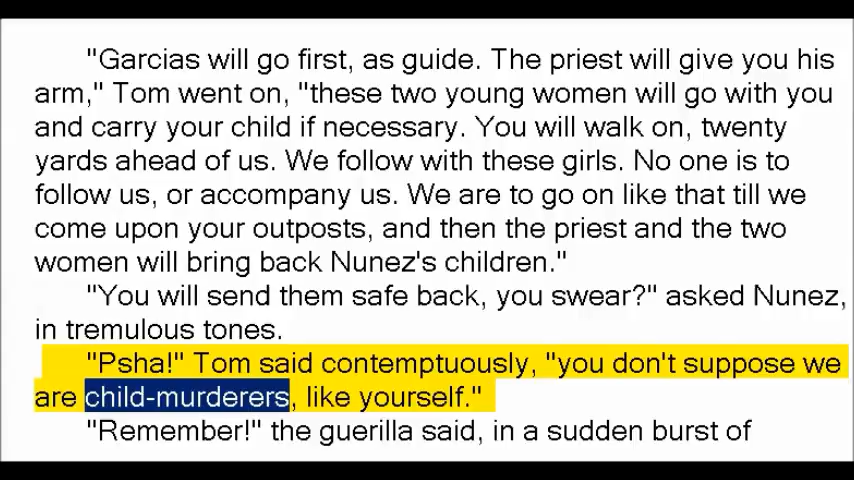 "Garcias will go first, as guide. The priest will give you his
arm," Tom went on, "these two young women will go with you
and carry your child if necessary. You will walk on, twenty
yards ahead of us. We follow with these girls. No one is to
follow us, or accompany us. We are to go on like that till we
come upon your outposts, and then the priest and the two
women will bring back Nunez's children."
"You will send them safe back, you swear?" asked Nunez,
in tremulous tones.
"Psha!" Tom said contemptuously, "you don't suppose we
are child-murderers, like yourself."
"Remember!" the guerilla said, in a sudden burst of